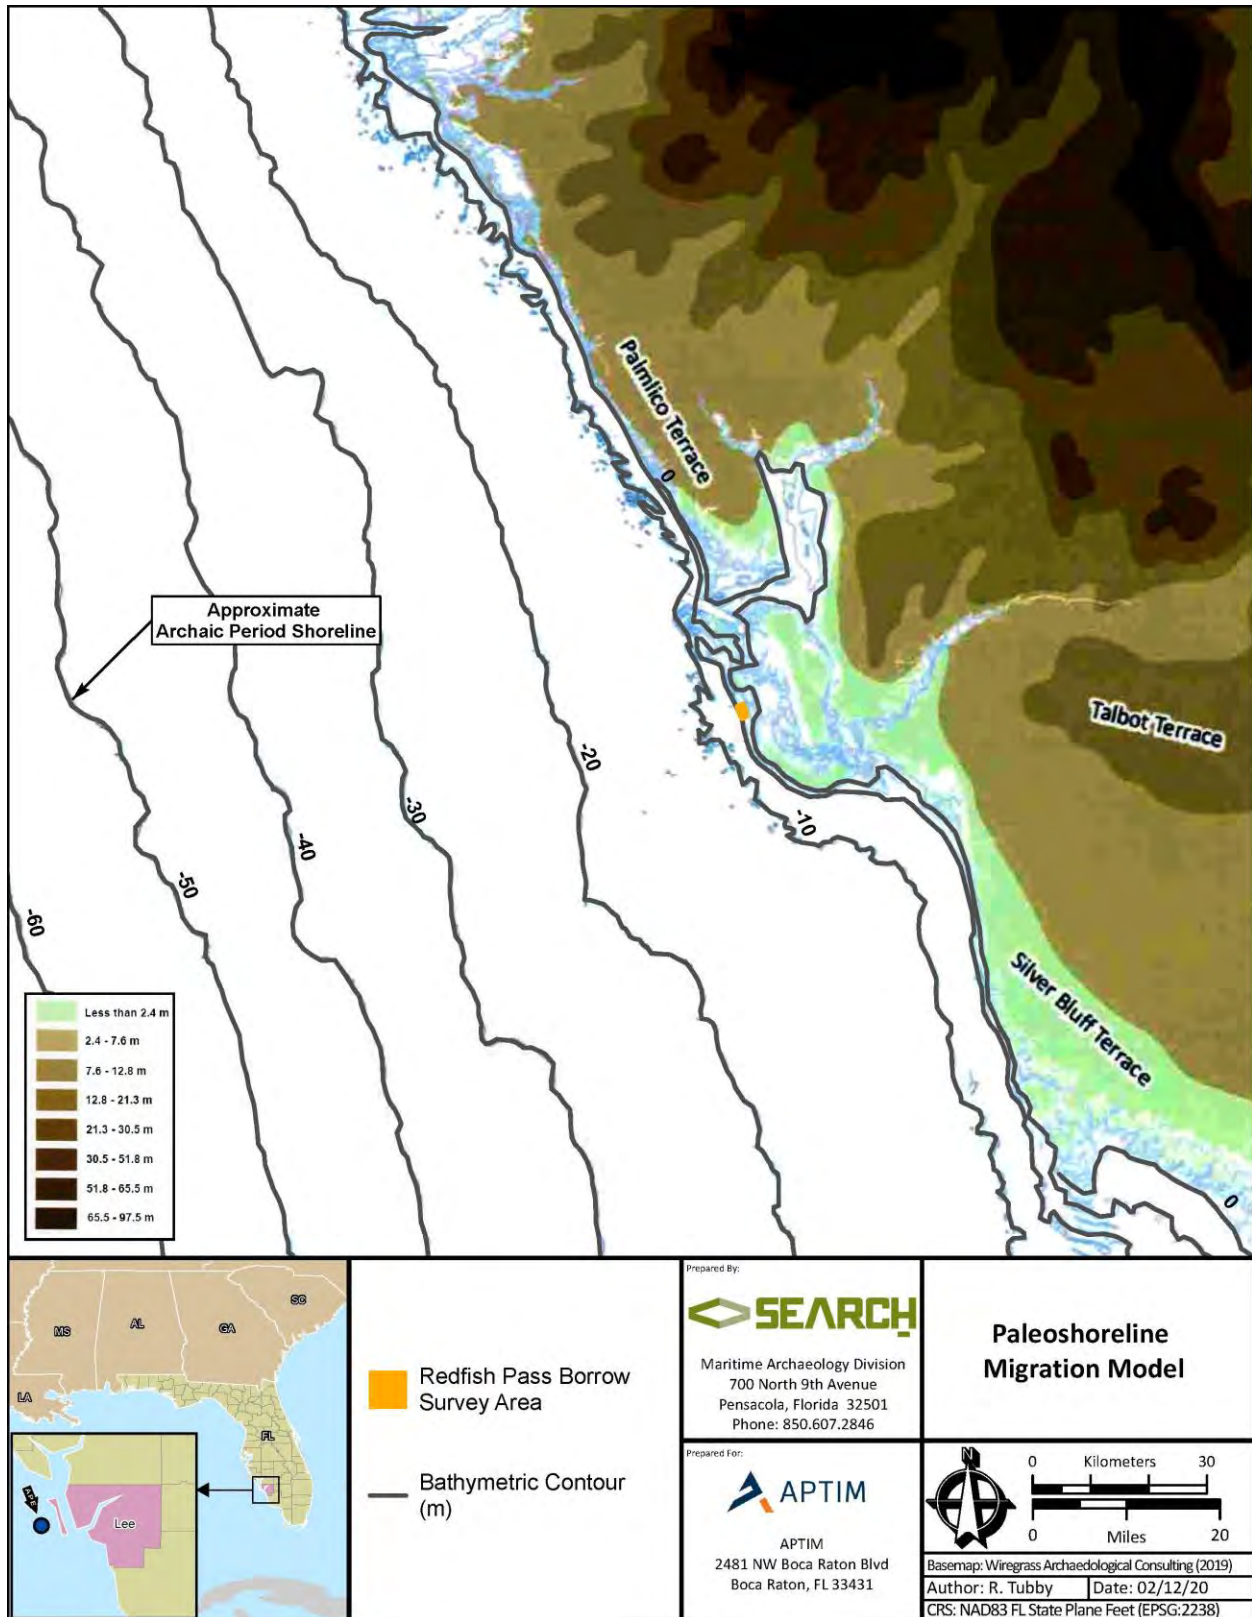 Palmlico Terrace
0
Approximate
Archaic Period Shoreline
Talbot Terrace
-20
-10
-30
-40
-50
-60
Silver Bluff Terrace
0
Less than 2.4 m
2.4 - 7.6 m
7.6 - 12.8 m
12.8 - 21.3 m
21.3 - 30.5 m
30.5 - 51.8 m
51.8 - 65.5 m
65.5 - 97.5 m
SC
MS
AL
GA
LA
FL
APE
Lee
Redfish Pass Borrow
Survey Area
Bathymetric Contour
(m)
Prepared By:
SEARCH
Maritime Archaeology Division
700 North 9th Avenue
Pensacola, Florida 32501
Phone: 850.607.2846
Prepared For:
APTIM
APTIM
2481 NW Boca Raton Blvd
Boca Raton, FL 33431
Paleoshoreline
Migration Model
N
0 Kilometers 30
0 Miles 20
Basemap: Wiregrass Archaedological Consulting (2019)
Author: R. Tubby Date: 02/12/20
CRS: NAD83 FL State Plane Feet (EPSG:2238)